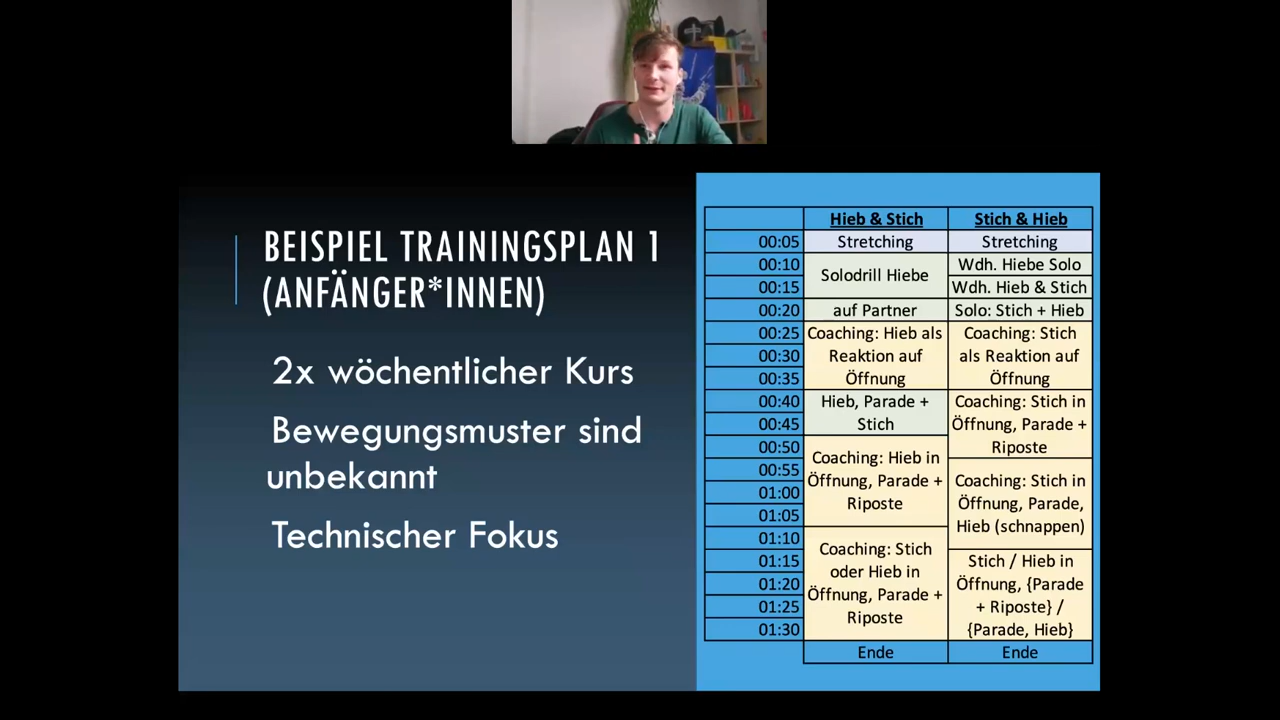 BEISPIEL TRAININGSPLAN 1
(ANFÄNGER*INNEN)
2x wöchentlicher Kurs
Bewegungsmuster sind
unbekannt
Technischer Fokus
Hieb & Stich
Stich & Hieb
00:05
Stretching
Stretching
00:10
Solodrill Hiebe
Wdh. Hiebe Solo
00:15
Wdh. Hieb & Stich
00:20
auf Partner
Solo: Stich + Hieb
00:25
00:30
00:35
Coaching: Hieb als
Reaktion auf
Öffnung
Coaching: Stich
als Reaktion auf
Öffnung
00:40
00:45
Hieb, Parade +
Stich
Coaching: Stich in
Öffnung, Parade +
Riposte
00:50
00:55
01:00
01:05
Coaching: Hieb in
Öffnung, Parade +
Riposte
Coaching: Stich in
Öffnung, Parade,
Hieb (schnappen)
01:10
01:15
01:20
01:25
01:30
Coaching: Stich
oder Hieb in
Öffnung, Parade +
Riposte
Stich / Hieb in
Öffnung, {Parade
+ Riposte} /
{Parade, Hieb}
Ende
Ende